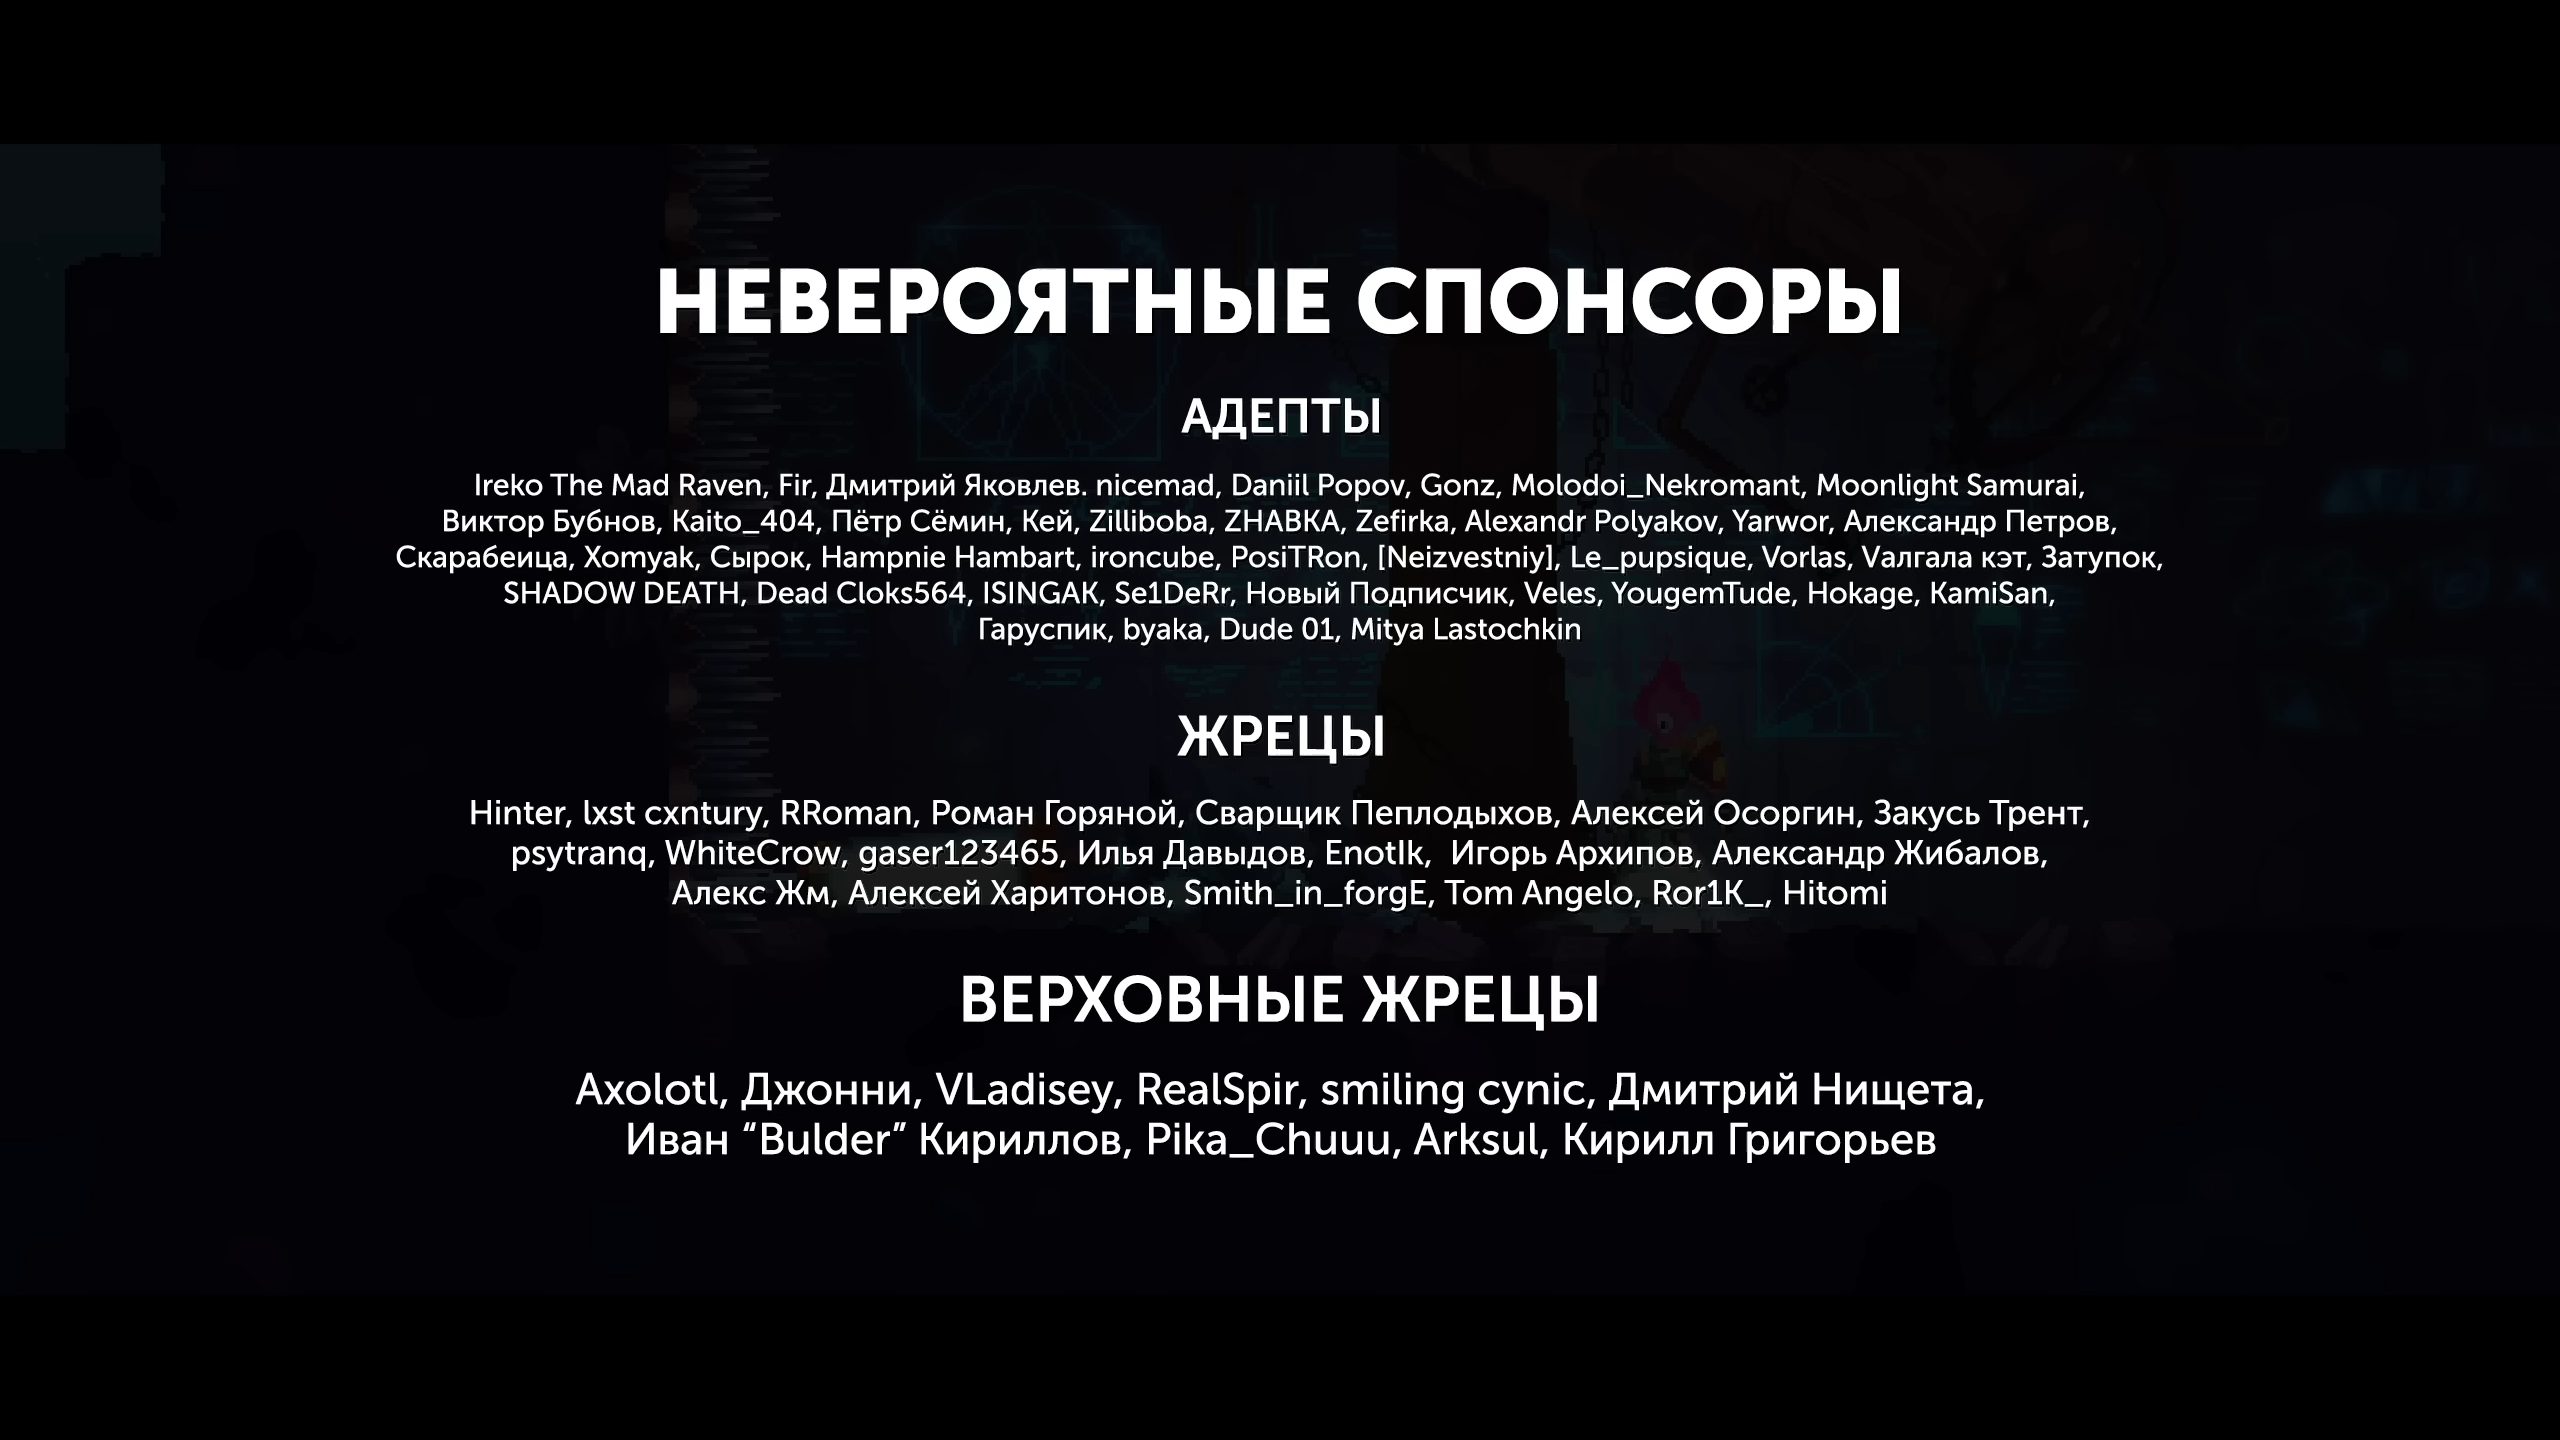 НЕВЕРОЯТНЫЕ СПОНСОРЫ
АДЕПТЫ
Ireko The Mad Raven, Fir, Дмитрий Яковлев. nicemad, Daniil Popov, Gonz, Molodoi_Nekromant, Moonlight Samurai,
Виктор Бубнов, Kaito_404, Пётр Сёмин, Кей, Zilliboba, ZHABKA, Zefirka, Alexandr Polyakov, Yarwor, Александр Петров,
Скарабеица, Xomyak, Сырок, Hampnie Hambart, ironcube, PosiTRon, [Neizvestniy], Le_pupsique, Vorlas, Vалгала кэт, Затупок,
SHADOW DEATH, Dead Cloks564, ISINGAK, Se1DeRr, Новый Подписчик, Veles, YougemTude, Hokage, KamiSan,
Гаруспик, byaka, Dude 01, Mitya Lastochkin
ЖРЕЦЫ
Hinter, lxst cxntury, RRoman, Роман Горяной, Сварщик Пеплодыхов, Алексей Осоргин, Закусь Трент,
psytranq, WhiteCrow, gaser123465, Илья Давыдов, EnotIk,  Игорь Архипов, Александр Жибалов,
Алекс Жм, Алексей Харитонов, Smith_in_forgE, Tom Angelo, Ror1K_, Hitomi
ВЕРХОВНЫЕ ЖРЕЦЫ
Axolotl, Джонни, VLadisey, RealSpir, smiling cynic, Дмитрий Нищета,
Иван “Bulder” Кириллов, Pika_Chuuu, Arksul, Кирилл Григорьев